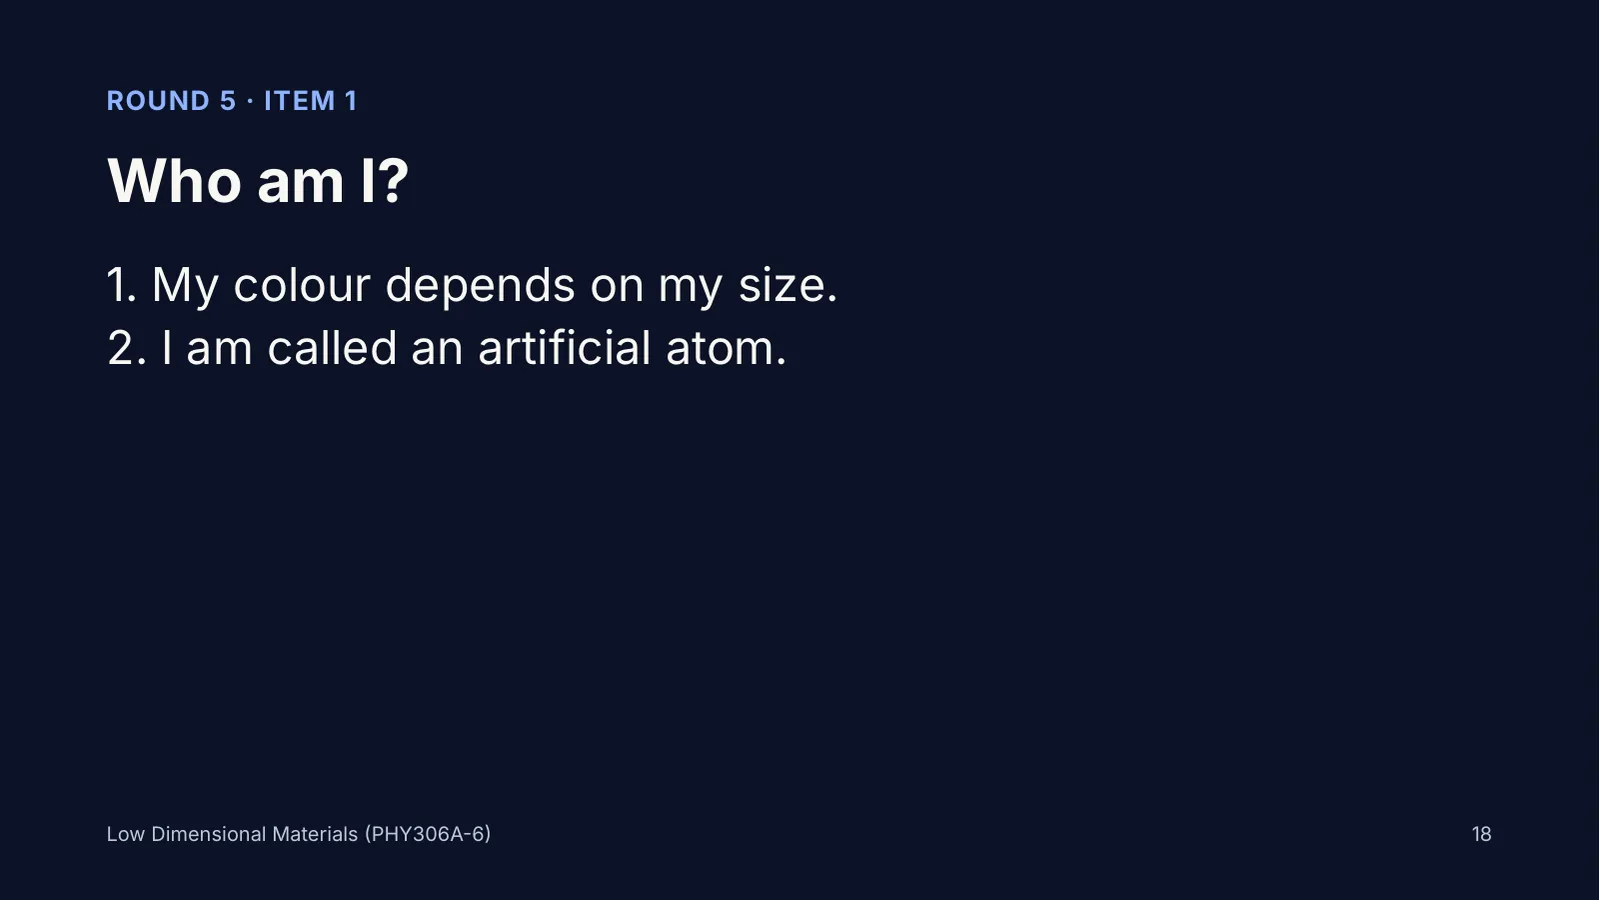 ROUND 5 · ITEM 1
Who am I?
1. My colour depends on my size.
2. I am called an artificial atom.
Low Dimensional Materials (PHY306A-6)
18